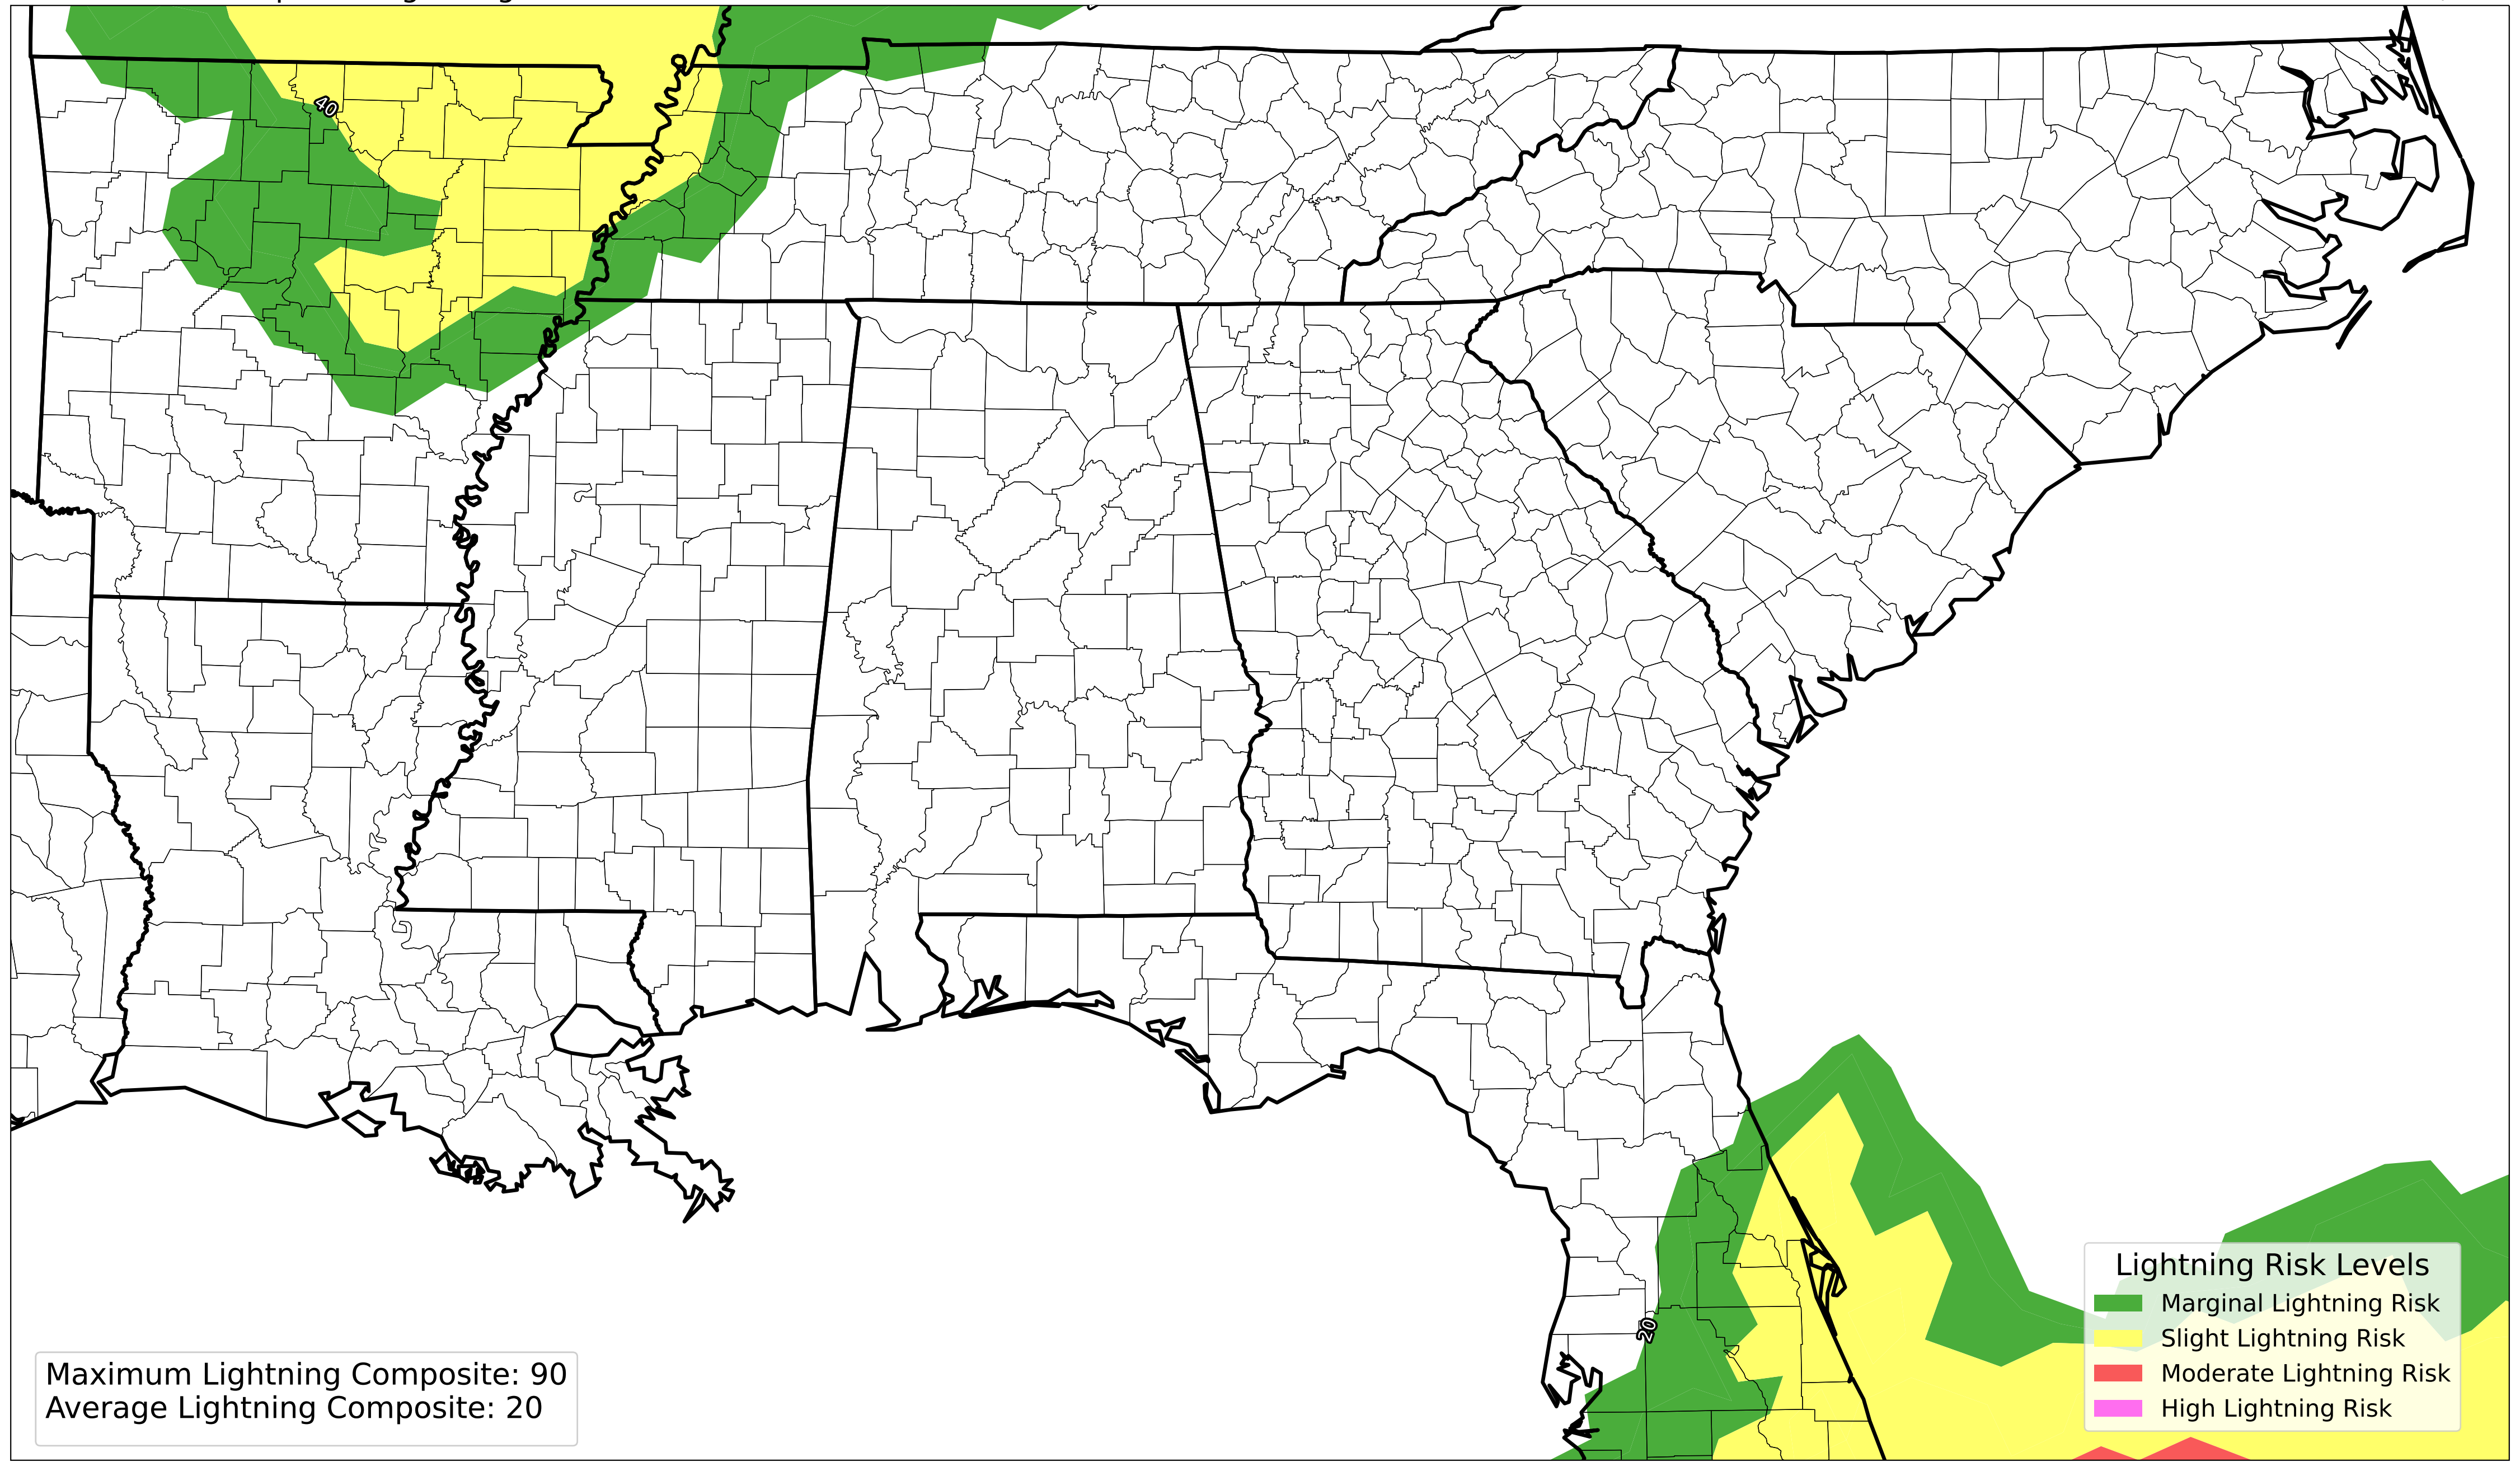 40
20
Lightning Risk Levels
Marginal Lightning Risk
Slight Lightning Risk
Moderate Lightning Risk
High Lightning Risk
Maximum Lightning Composite: 90
Average Lightning Composite: 20